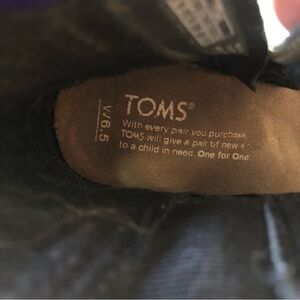 TOMS®
W6.5
With every pair you purchase,
TOMS will give a pair of new
to a child in need. One for One.